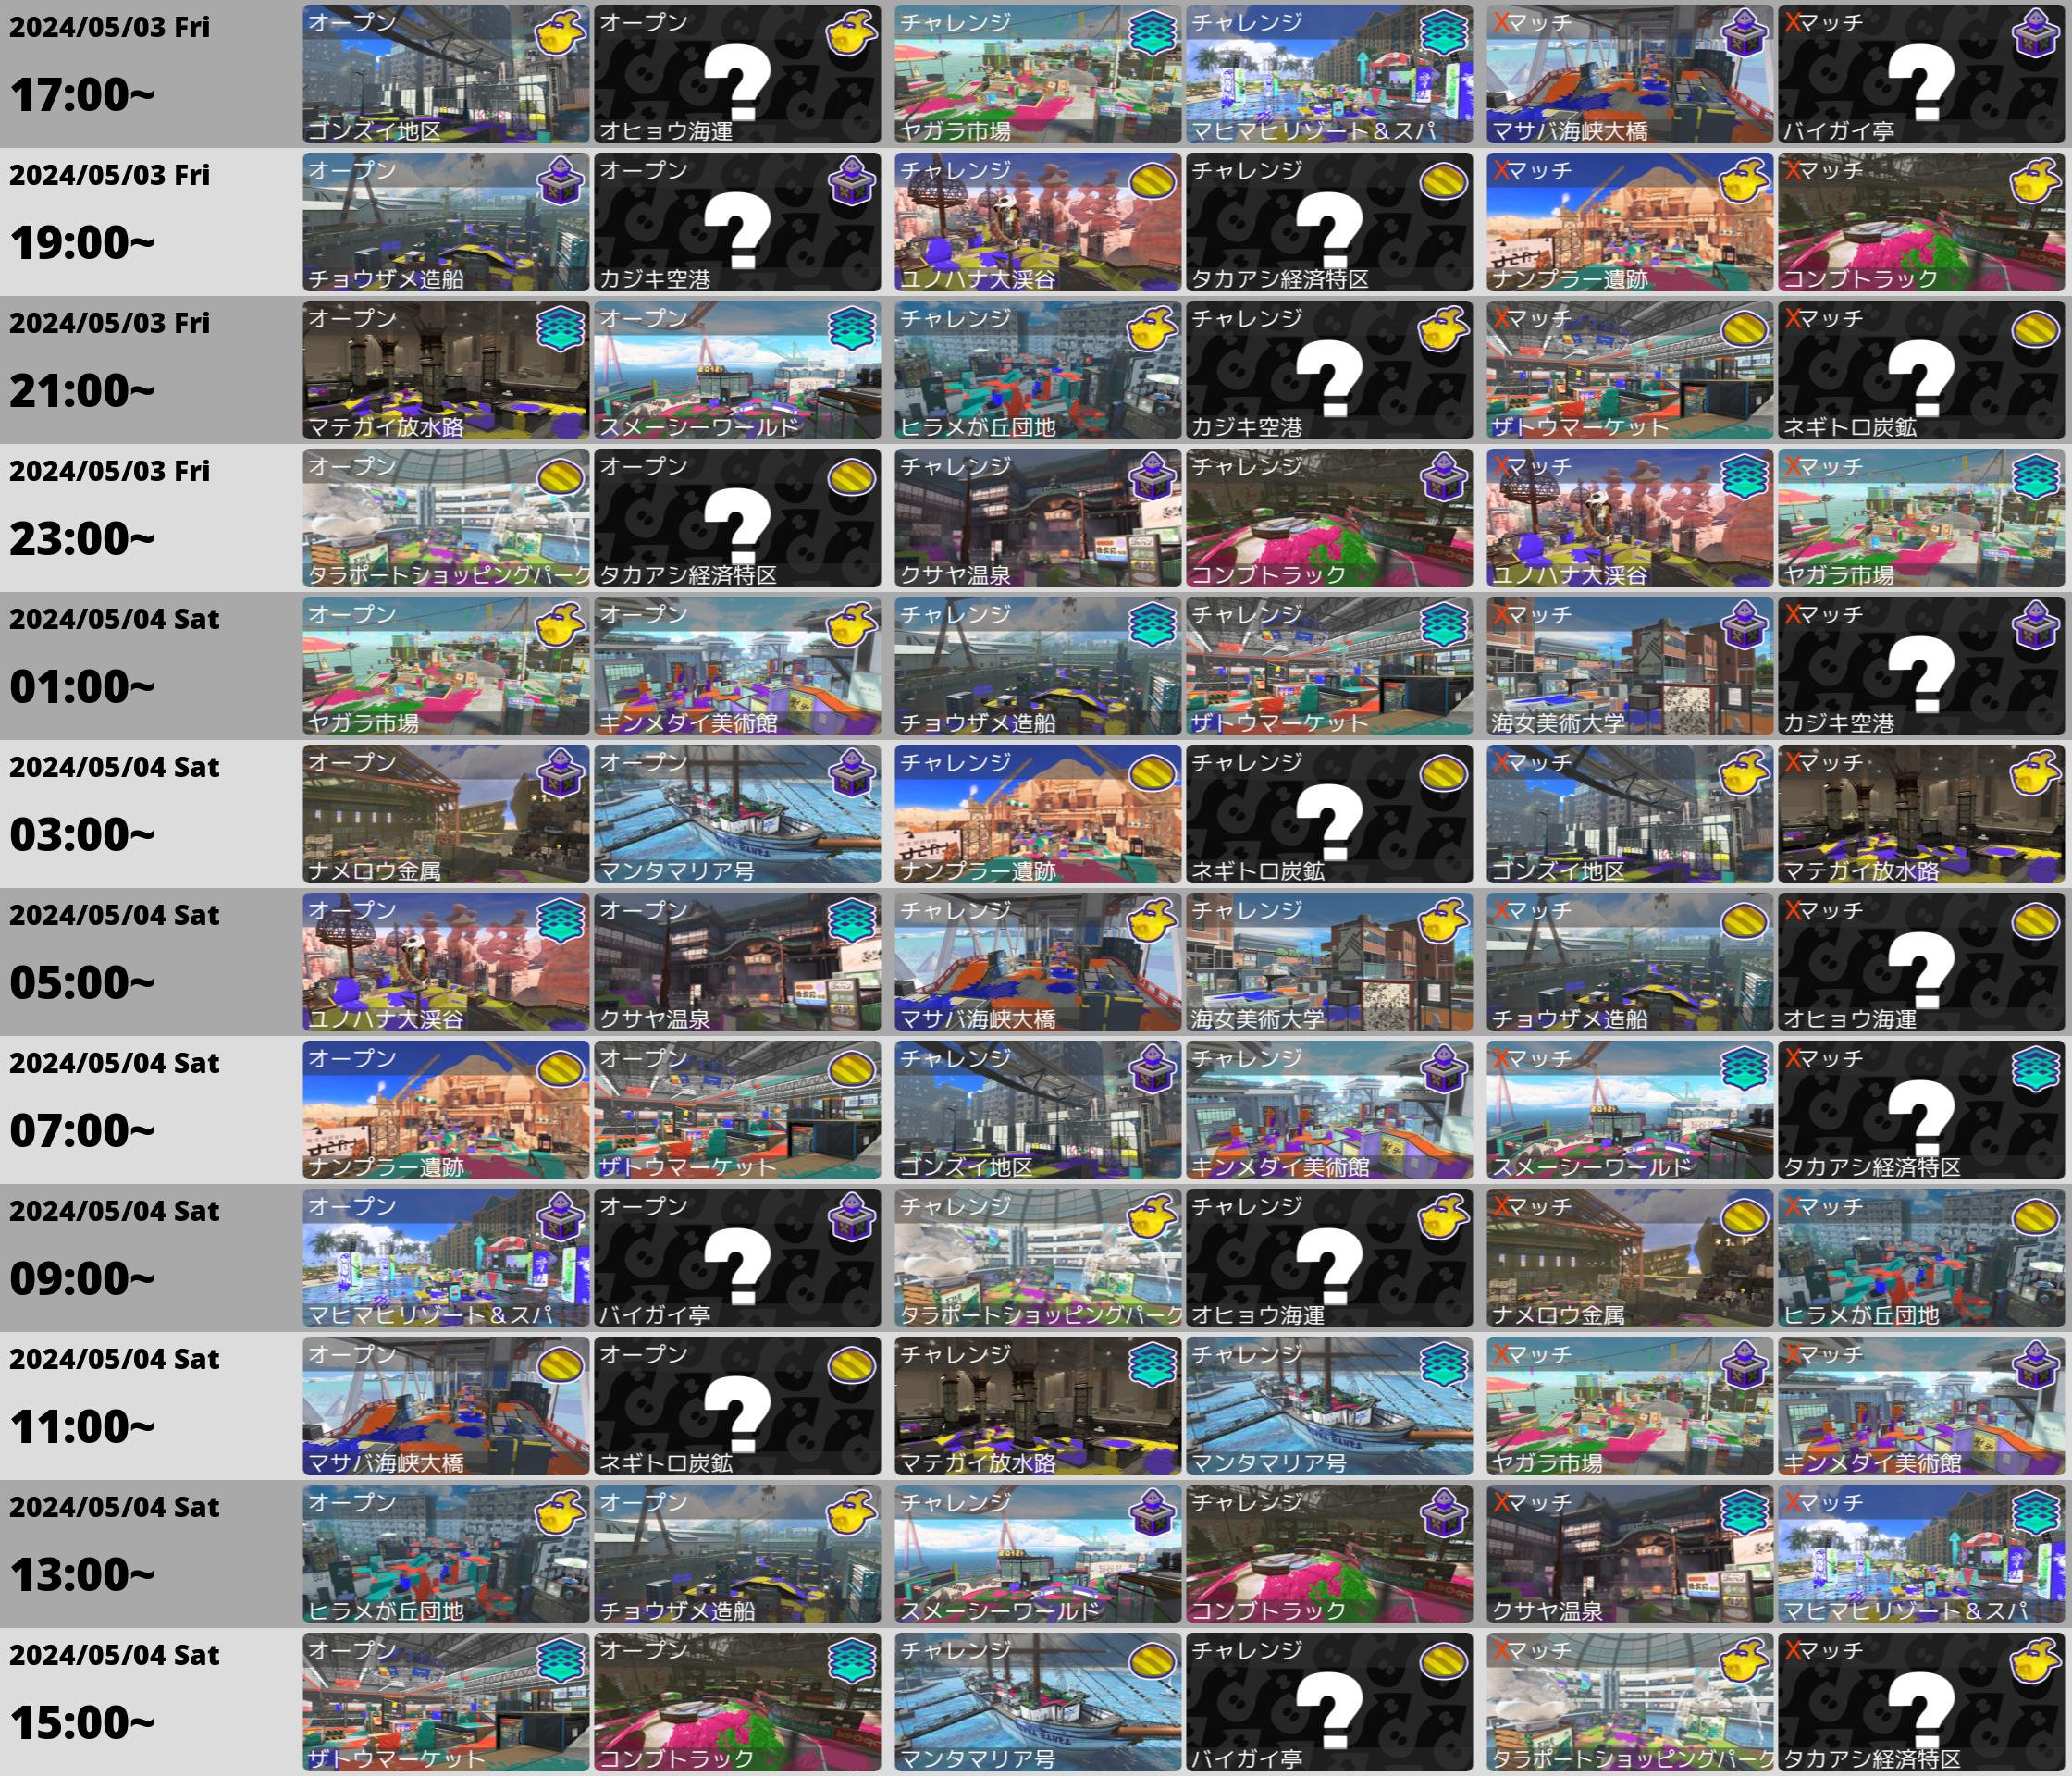 2024/05/03 Fri
17:00~
オープン
ゴンズイ地区
オープン
オヒョウ海運
チャレンジ
ヤガラ市場
チャレンジ
マヒマヒリゾート＆スパ
Xマッチ
マサバ海峡大橋
Xマッチ
バイガイ亭
2024/05/03 Fri
19:00~
オープン
チョウザメ造船
オープン
カジキ空港
チャレンジ
ユノハナ大渓谷
チャレンジ
タカアシ経済特区
Xマッチ
ナンプラー遺跡
Xマッチ
コンブトラック
2024/05/03 Fri
21:00~
オープン
マテガイ放水路
オープン
スメーシーワールド
チャレンジ
ヒラメが丘団地
チャレンジ
カジキ空港
Xマッチ
ザトウマーケット
Xマッチ
ネギトロ炭鉱
2024/05/03 Fri
23:00~
オープン
タラポートショッピングパーク
オープン
タカアシ経済特区
チャレンジ
クサヤ温泉
チャレンジ
コンブトラック
Xマッチ
ユノハナ大渓谷
Xマッチ
ヤガラ市場
2024/05/04 Sat
01:00~
オープン
ヤガラ市場
オープン
キンメダイ美術館
チャレンジ
チョウザメ造船
チャレンジ
ザトウマーケット
Xマッチ
海女美術大学
Xマッチ
カジキ空港
2024/05/04 Sat
03:00~
オープン
ナメロウ金属
オープン
マンタマリア号
チャレンジ
ナンプラー遺跡
チャレンジ
ネギトロ炭鉱
Xマッチ
ゴンズイ地区
Xマッチ
マテガイ放水路
2024/05/04 Sat
05:00~
オープン
ユノハナ大渓谷
オープン
クサヤ温泉
チャレンジ
マサバ海峡大橋
チャレンジ
海女美術大学
Xマッチ
チョウザメ造船
Xマッチ
オヒョウ海運
2024/05/04 Sat
07:00~
オープン
ナンプラー遺跡
オープン
ザトウマーケット
チャレンジ
ゴンズイ地区
チャレンジ
キンメダイ美術館
Xマッチ
スメーシーワールド
Xマッチ
タカアシ経済特区
2024/05/04 Sat
09:00~
オープン
マヒマヒリゾート＆スパ
オープン
バイガイ亭
チャレンジ
タラポートショッピングパーク
チャレンジ
オヒョウ海運
Xマッチ
ナメロウ金属
Xマッチ
ヒラメが丘団地
2024/05/04 Sat
11:00~
オープン
マサバ海峡大橋
オープン
ネギトロ炭鉱
チャレンジ
マテガイ放水路
チャレンジ
マンタマリア号
Xマッチ
ヤガラ市場
Xマッチ
キンメダイ美術館
2024/05/04 Sat
13:00~
オープン
ヒラメが丘団地
オープン
チョウザメ造船
チャレンジ
スメーシーワールド
チャレンジ
コンブトラック
Xマッチ
クサヤ温泉
Xマッチ
マヒマヒリゾート＆スパ
2024/05/04 Sat
15:00~
オープン
ザトウマーケット
オープン
コンブトラック
チャレンジ
マンタマリア号
チャレンジ
バイガイ亭
Xマッチ
タラポートショッピングパーク
Xマッチ
タカアシ経済特区